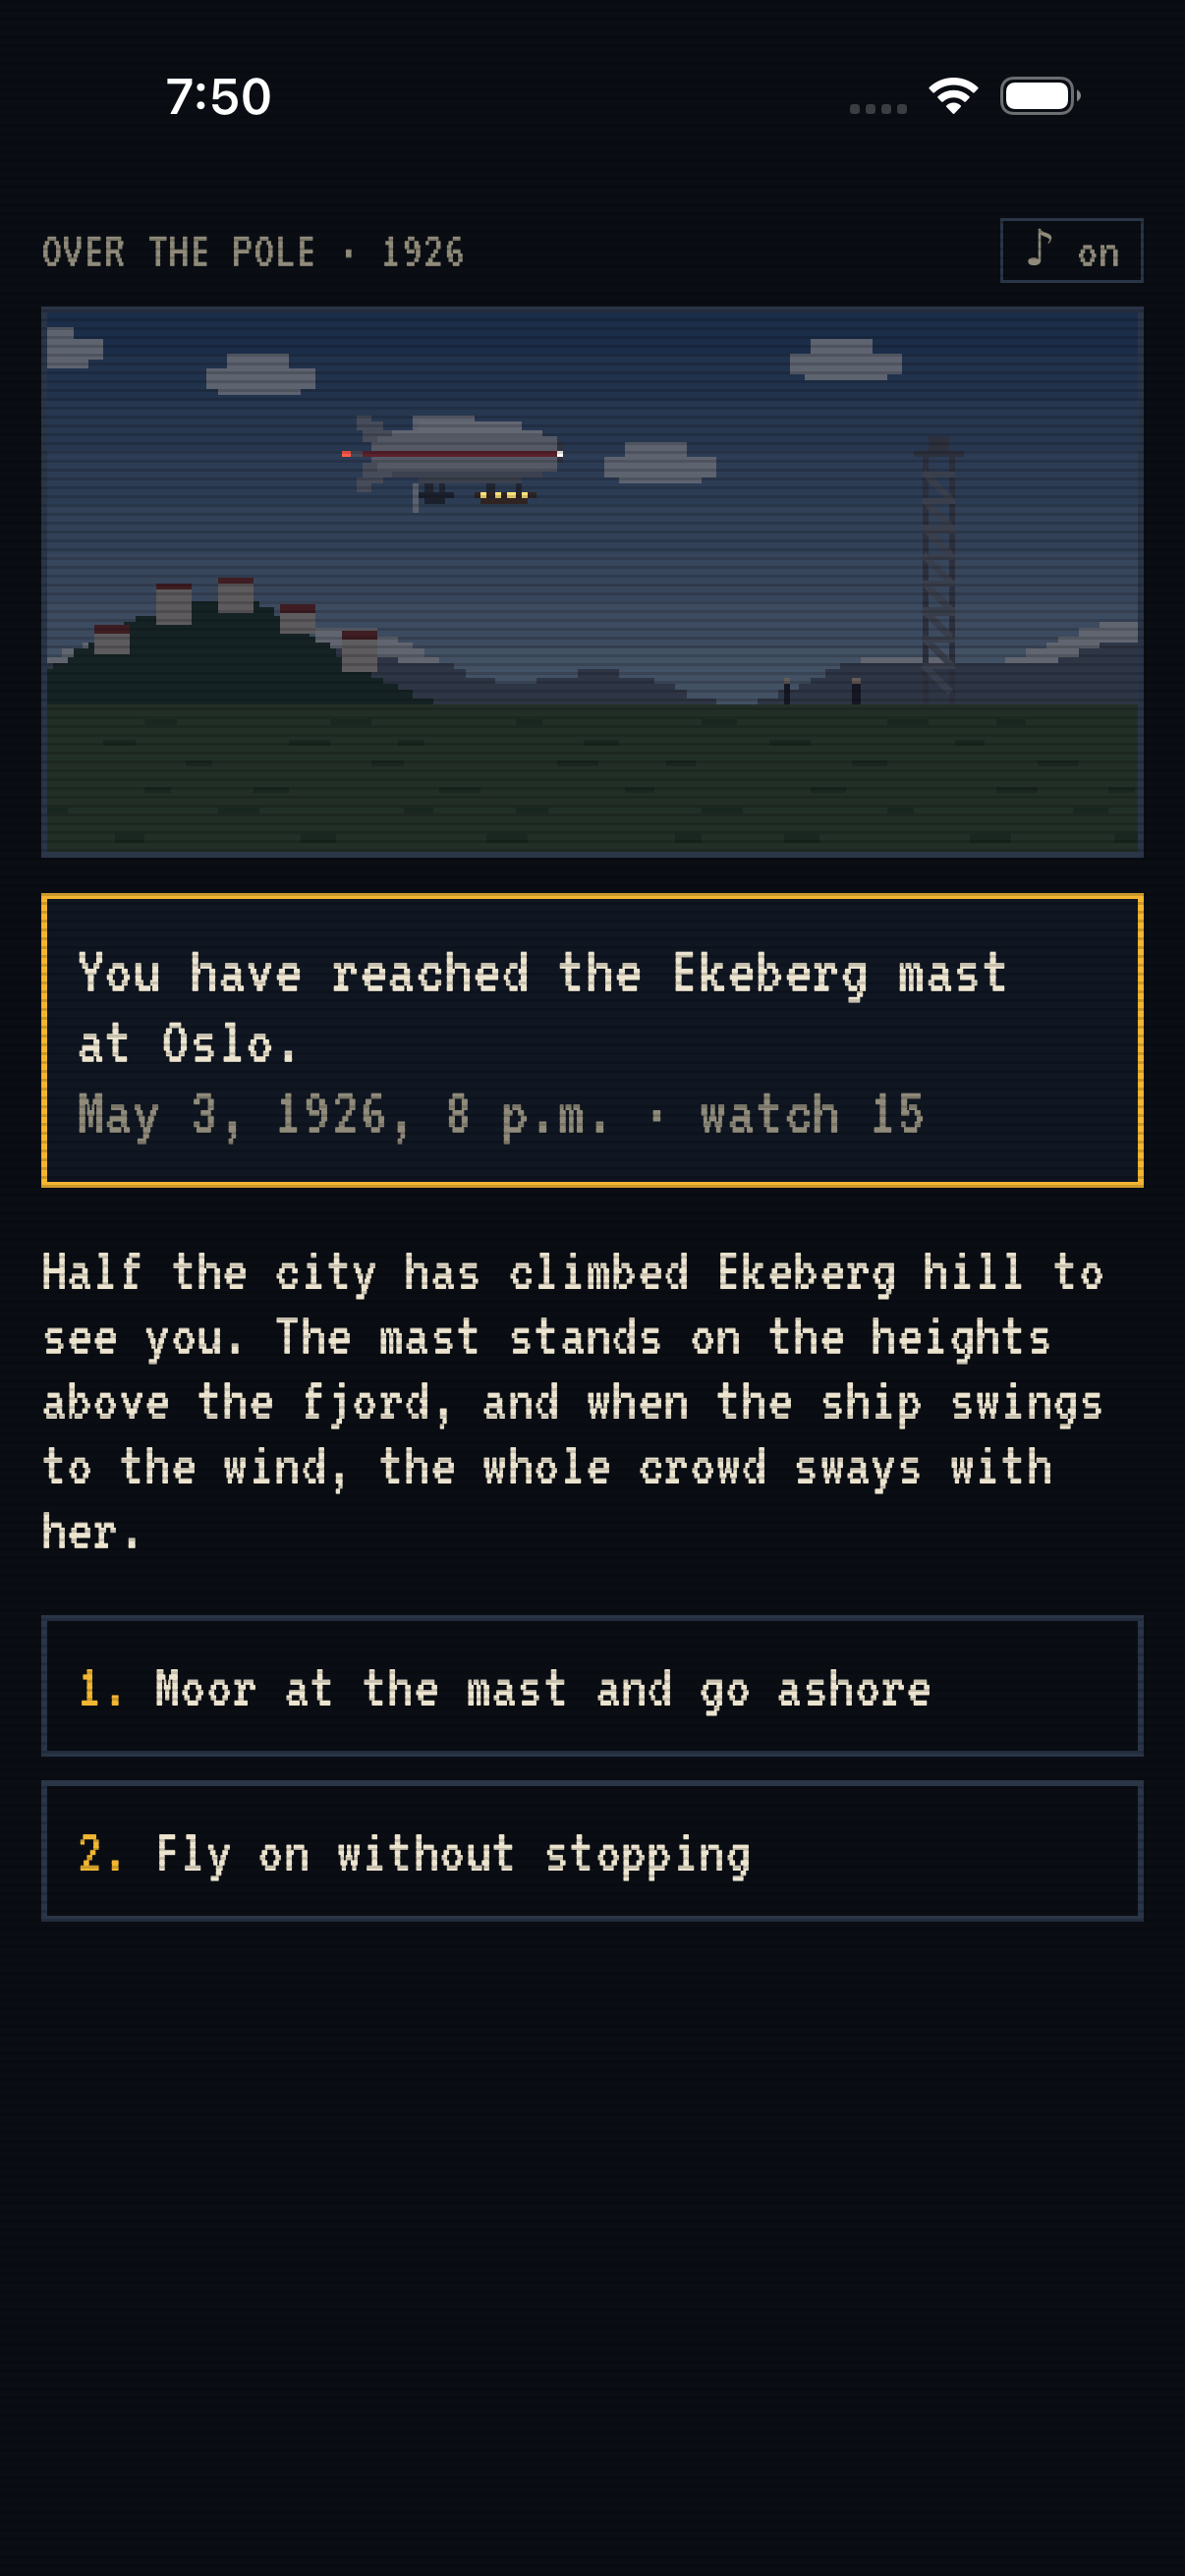 7:50
OVER THE POLE · 1926
♪ on
You have reached the Ekeberg mast
at Oslo.
May 3, 1926, 8 p.m. · watch 15
Half the city has climbed Ekeberg hill to
see you. The mast stands on the heights
above the fjord, and when the ship swings
to the wind, the whole crowd sways with
her.
1. Moor at the mast and go ashore
2. Fly on without stopping